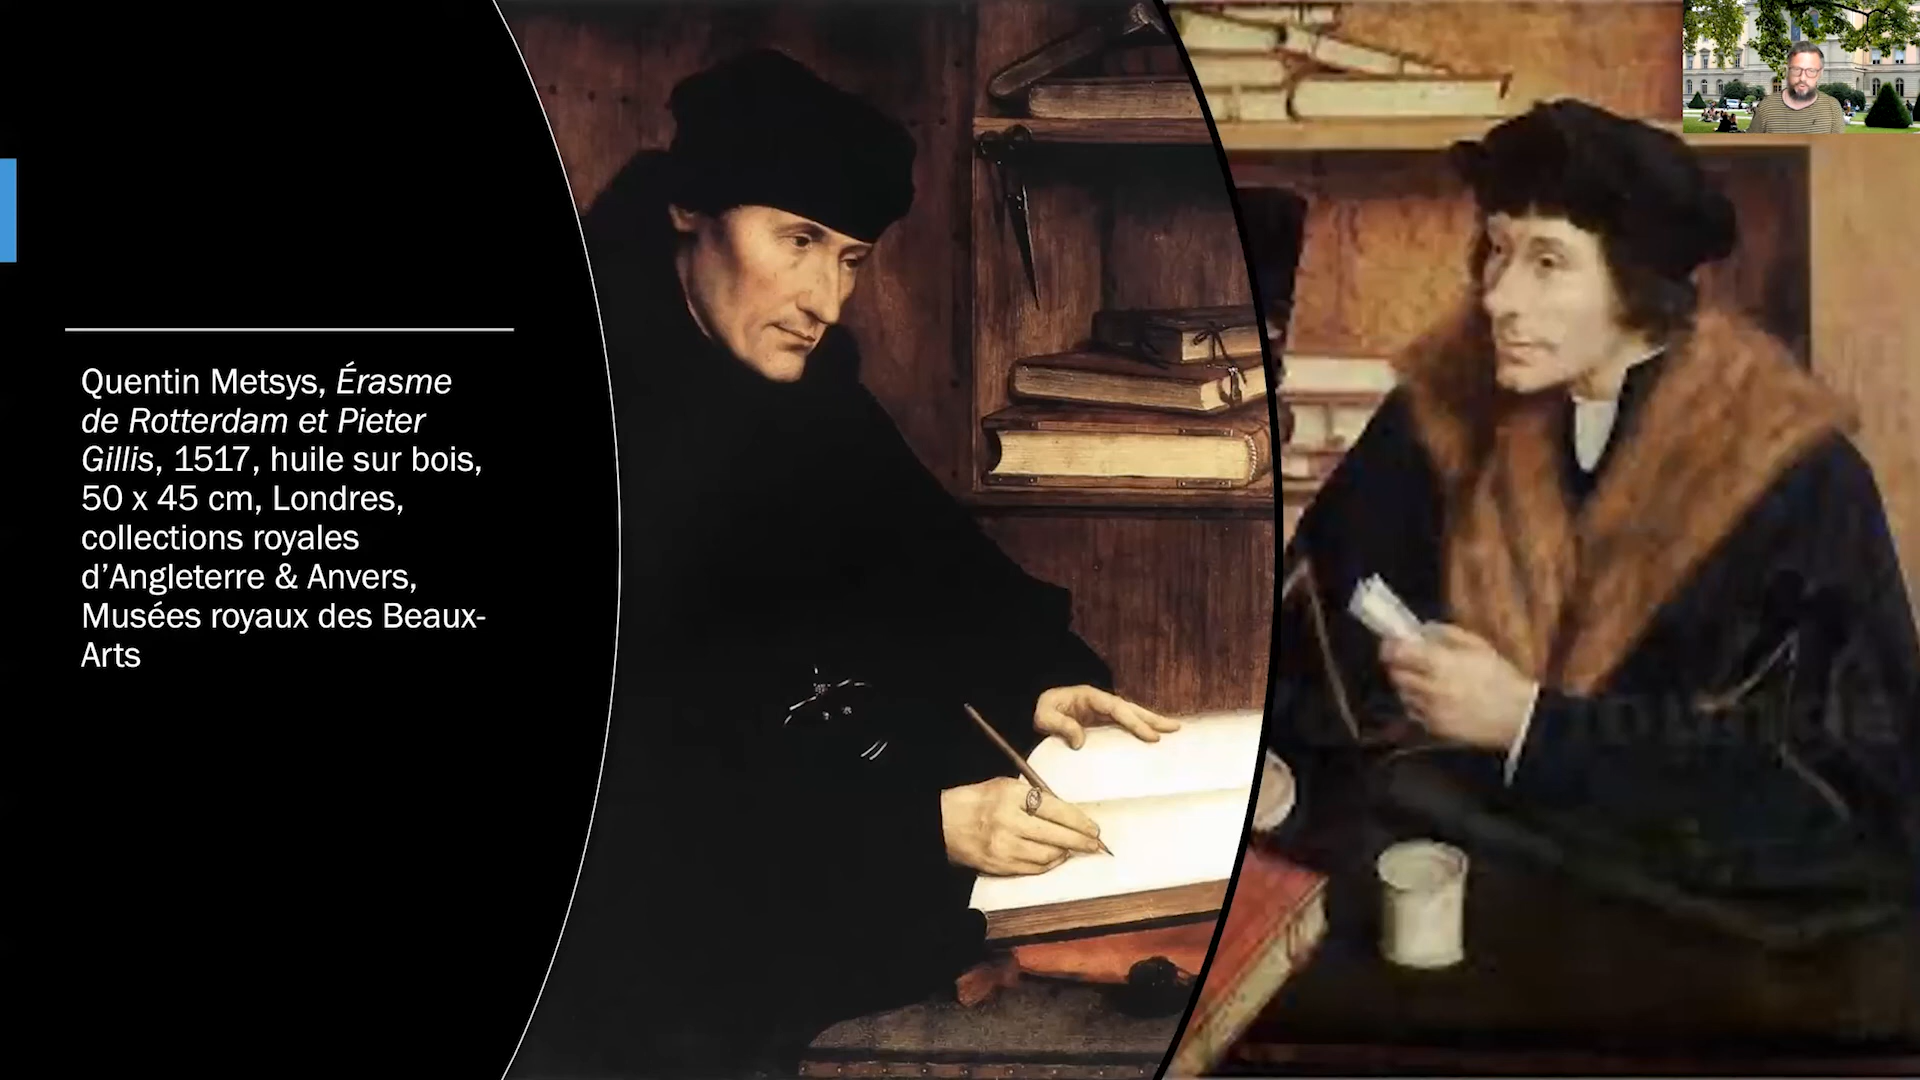 Quentin Metsys, Érasme
de Rotterdam et Pieter
Gillis, 1517, huile sur bois,
50 x 45 cm, Londres,
collections royales
d’Angleterre & Anvers,
Musées royaux des Beaux-
Arts